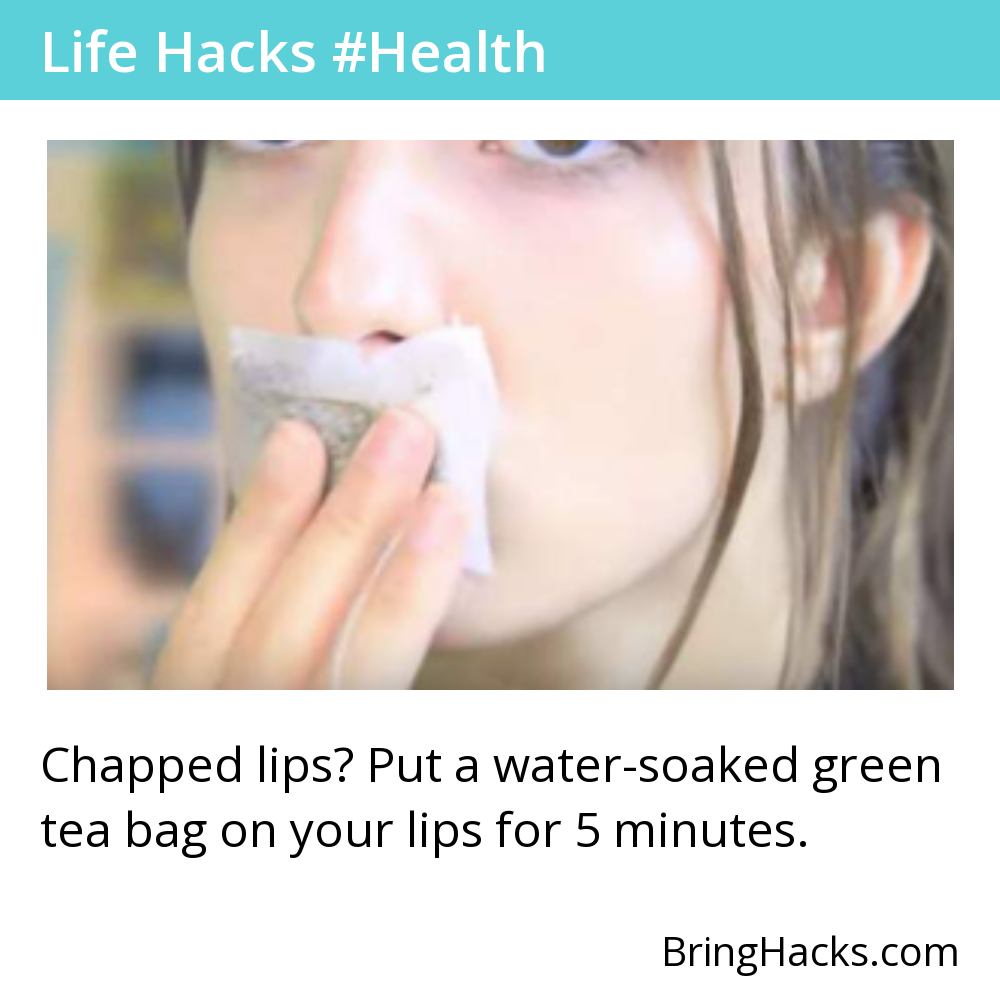 Life Hacks #Health
Chapped lips? Put a water-soaked green
tea bag on your lips for 5 minutes.
BringHacks.com